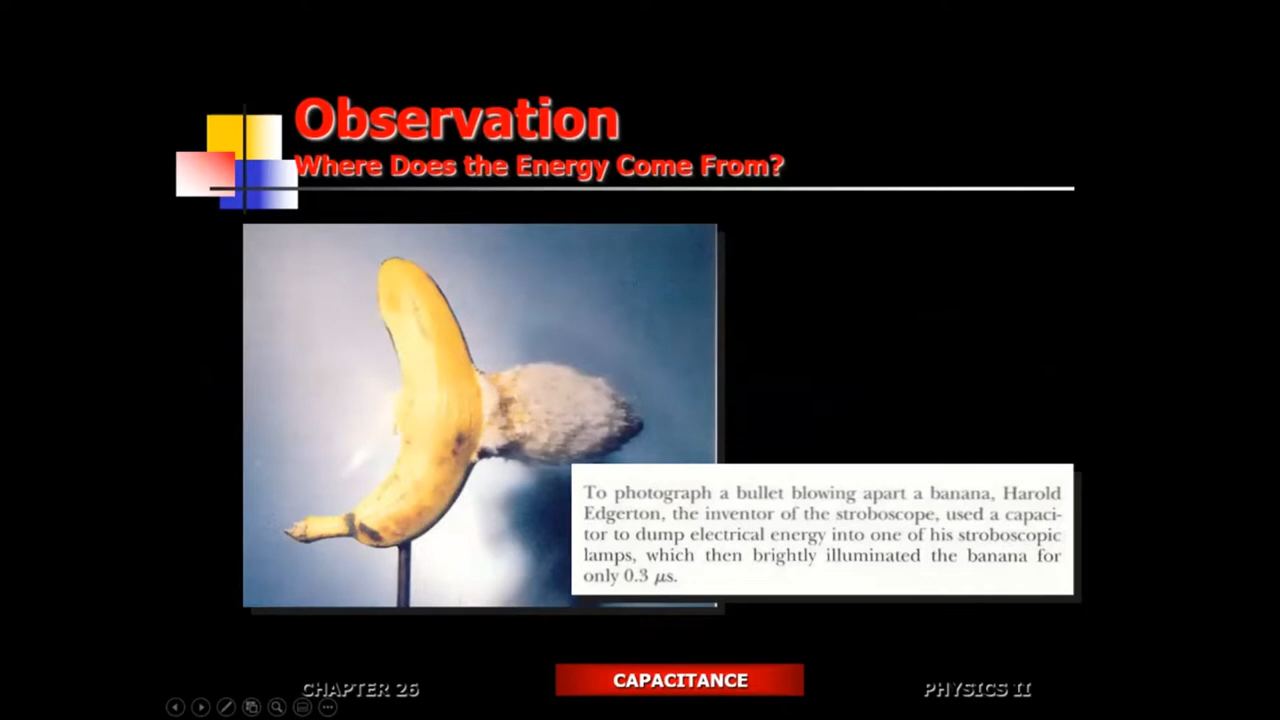 Observation
Where Does the Energy Come From?
To photograph a bullet blowing apart a banana, Harold
Edgerton, the inventor of the stroboscope, used a capaci-
tor to dump electrical energy into one of his stroboscopic
lamps, which then brightly illuminated the banana for
only 0.3 μs.
CHAPTER 26
CAPACITANCE
PHYSICS II